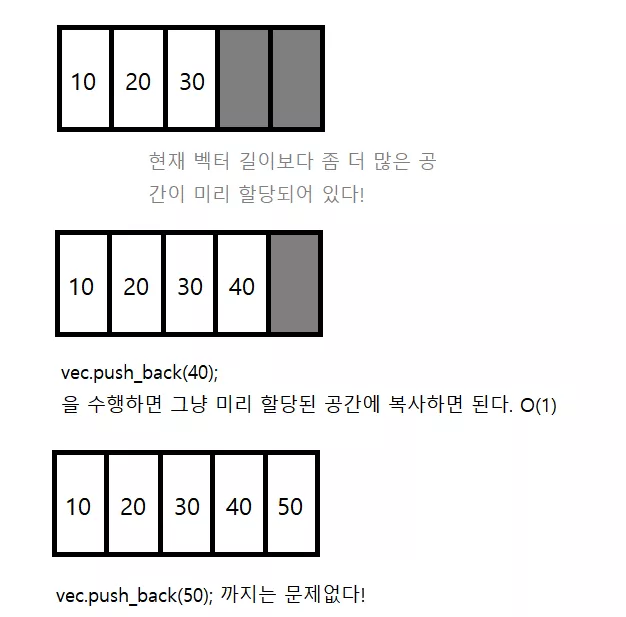 10 20 30
현재 벡터 길이보다 좀 더 많은 공
간이 미리 할당되어 있다!
10 20 30 40
vec.push_back(40);
을 수행하면 그냥 미리 할당된 공간에 복사하면 된다. O(1)
10 20 30 40 50
vec.push_back(50); 까지는 문제없다!